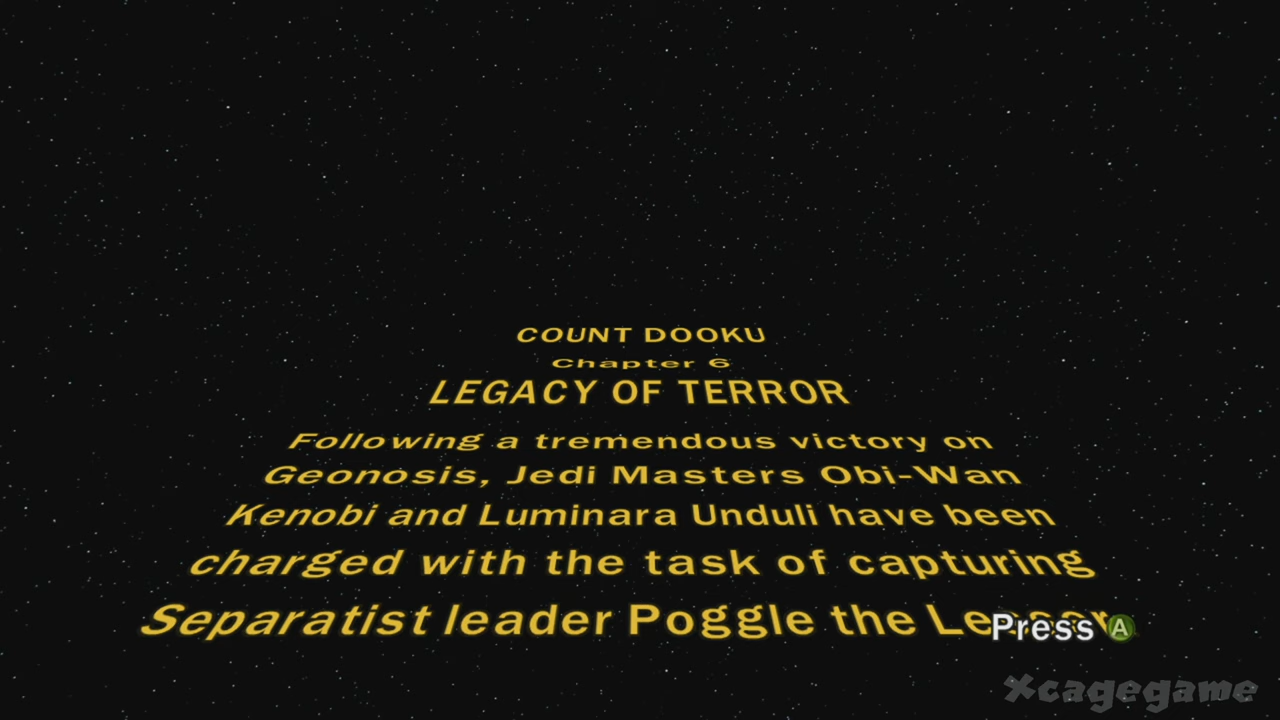 COUNT DOOKU
Chapter 6
LEGACY OF TERROR
Following a tremendous victory on
Geonosis, Jedi Masters Obi-Wan
Kenobi and Luminara Unduli have been
charged with the task of capturing
Separatist leader Poggle the Lesser
Press A
Xcagegame